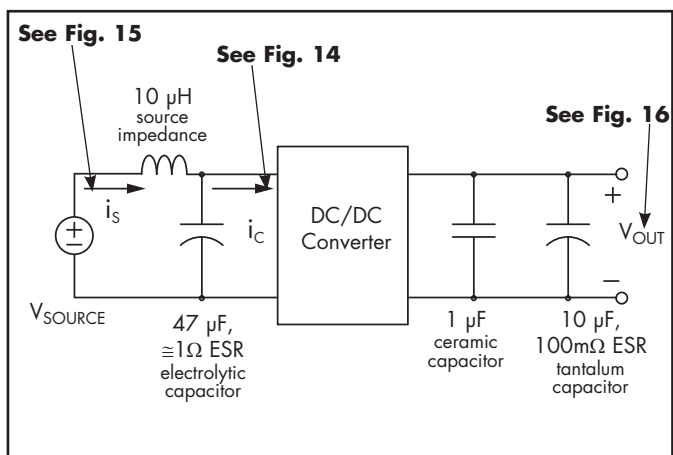 See Fig. 15
See Fig. 14
10 µH
source
impedance
See Fig. 16
iS
iC
DC/DC
Converter
+
VOUT
–
+
–
VSOURCE
47 µF,
≅1Ω ESR
electrolytic
capacitor
1 µF
ceramic
capacitor
10 µF,
100mΩ ESR
tantalum
capacitor